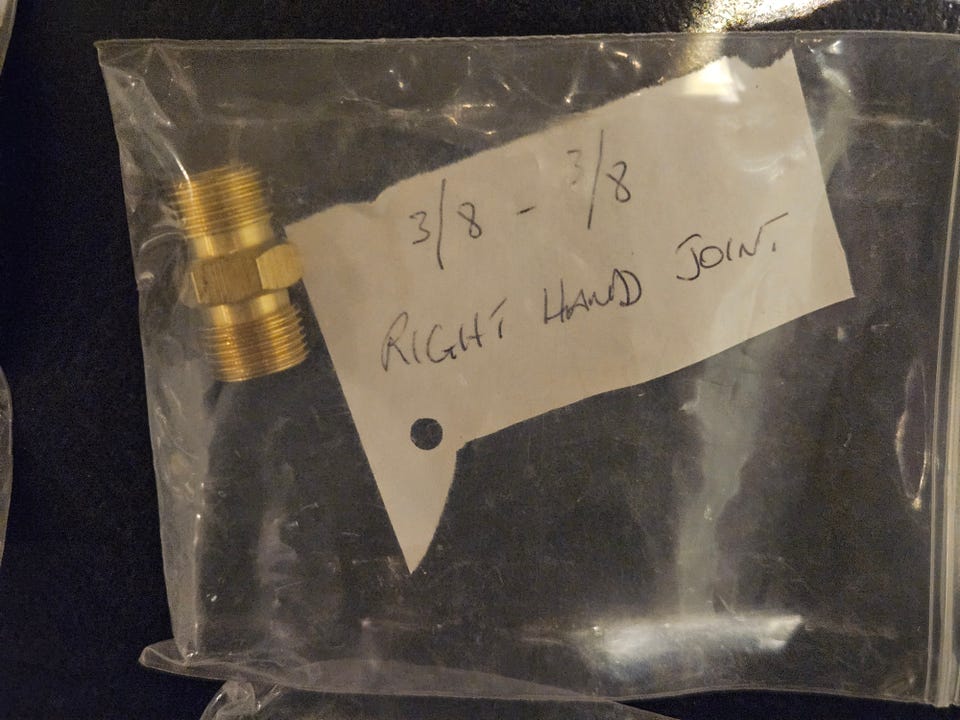 3/8 - 3/8
RIGHT HAND JOINT